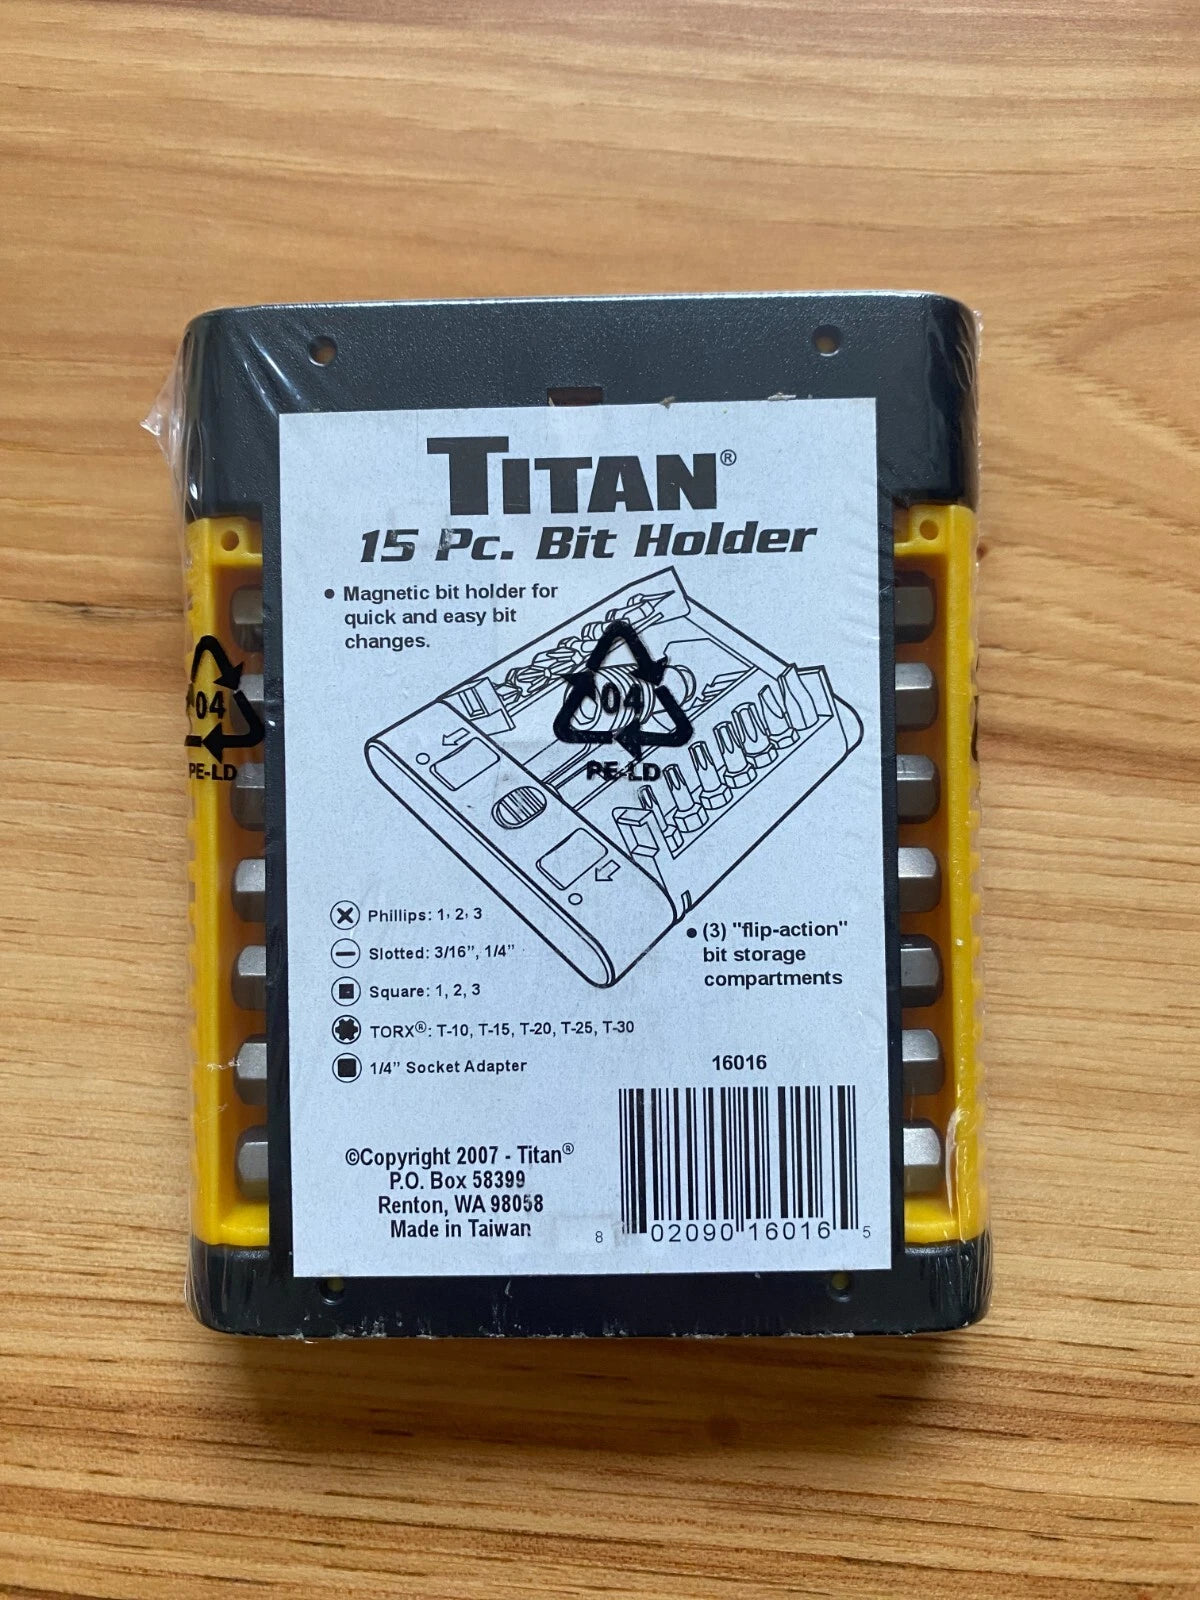 TITAN®
15 Pc. Bit Holder
• Magnetic bit holder for
quick and easy bit
changes.
04
PE-LD
04
PE-LD
Phillips: 1, 2, 3
Slotted: 3/16”, 1/4”
Square: 1, 2, 3
TORX®: T-10, T-15, T-20, T-25, T-30
1/4” Socket Adapter
• (3) "flip-action"
bit storage
compartments
16016
©Copyright 2007 - Titan®
P.O. Box 58399
Renton, WA 98058
Made in Taiwan
8 02090 16016 5